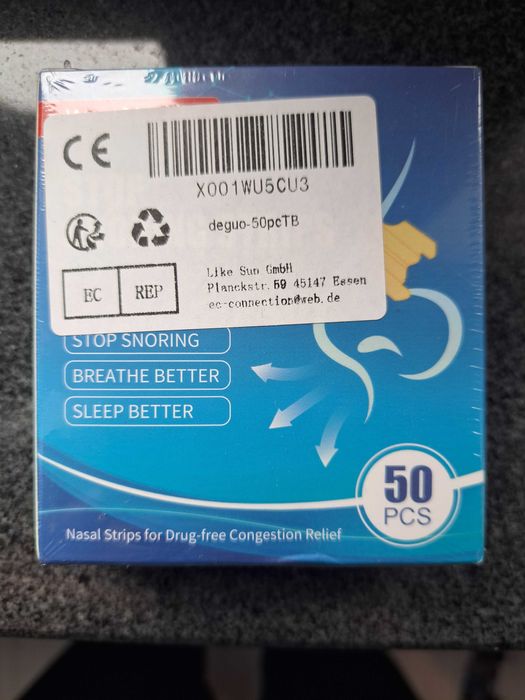 CE
X001WU5CU3
deguo-50pcTB
EC REP
Like Sun GmbH
Planckstr.59 45147 Essen
ec-connection@web.de
STOP SNORING
BREATHE BETTER
SLEEP BETTER
50
PCS
Nasal Strips for Drug-free Congestion Relief